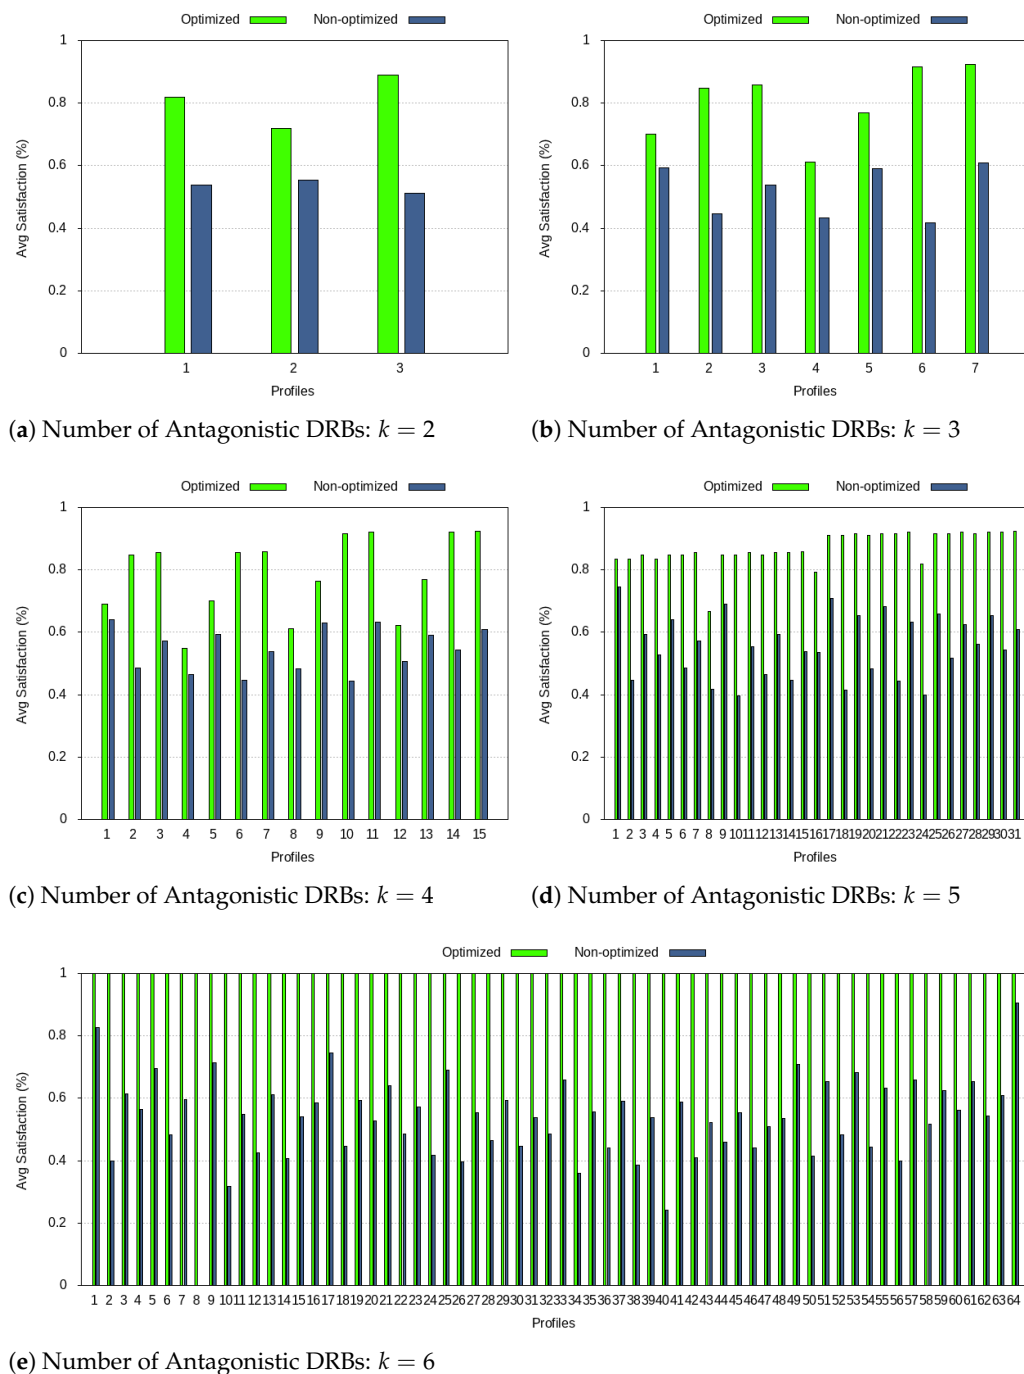 Optimized Non-optimized
Optimized Non-optimized
1
0.8
0.6
0.4
0.2
0
Avg Satisfaction (%)
1 2 3
Profiles
1
0.8
0.6
0.4
0.2
0
Avg Satisfaction (%)
1 2 3 4 5 6 7
Profiles
(a) Number of Antagonistic DRBs: k = 2
(b) Number of Antagonistic DRBs: k = 3
Optimized Non-optimized
Optimized Non-optimized
1
0.8
0.6
0.4
0.2
0
Avg Satisfaction (%)
1 2 3 4 5 6 7 8 9 10 11 12 13 14 15
Profiles
1
0.8
0.6
0.4
0.2
0
Avg Satisfaction (%)
1 2 3 4 5 6 7 8 9 10 11 12 13 14 15 16 17 18 19 20 21 22 23 24 25 26 27 28 29 30 31
Profiles
(c) Number of Antagonistic DRBs: k = 4
(d) Number of Antagonistic DRBs: k = 5
Optimized Non-optimized
1
0.8
0.6
0.4
0.2
0
Avg Satisfaction (%)
1 2 3 4 5 6 7 8 9 10 11 12 13 14 15 16 17 18 19 20 21 22 23 24 25 26 27 28 29 30 31 32 33 34 35 36 37 38 39 40 41 42 43 44 45 46 47 48 49 50 51 52 53 54 55 56 57 58 59 60 61 62 63 64
Profiles
(e) Number of Antagonistic DRBs: k = 6